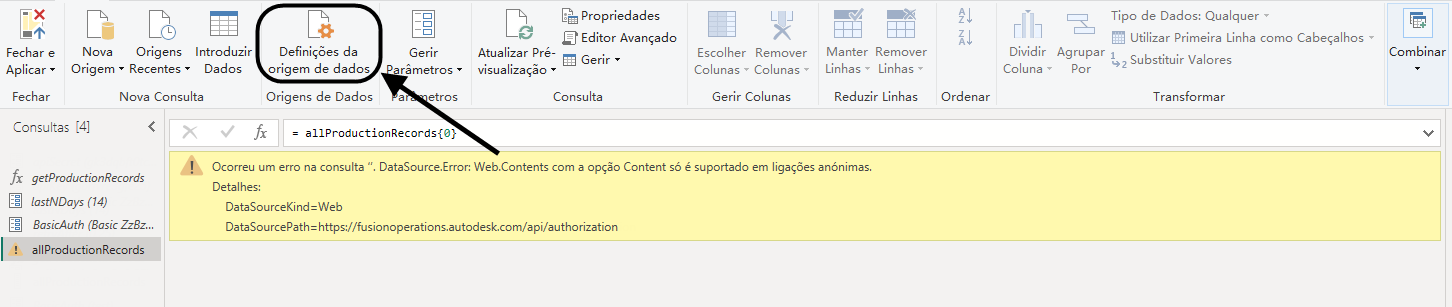 Fechar e Aplicar
Fechar
Nova Origem
Origens Recentes
Introduzir Dados
Nova Consulta
Definições da origem de dados
Origens de Dados
Gerir Parâmetros
Parâmetros
Atualizar Pré-visualização
Propriedades
Editor Avançado
Gerir
Consulta
Escolher Colunas
Remover Colunas
Gerir Colunas
Manter Linhas
Remover Linhas
Reduzir Linhas
A
Z
Z
A
Ordenar
Dividir Coluna
Agrupar Por
Tipo de Dados: Qualquer
Utilizar Primeira Linha como Cabeçalhos
1
2
Substituir Valores
Transformar
Combinar
Consultas [4]
fx
= allProductionRecords{0}
fx getProductionRecords
lastNDays (14)
BasicAuth (Basic ZzBz...
allProductionRecords
Ocorreu um erro na consulta ‘’. DataSource.Error: Web.Contents com a opção Content só é suportado em ligações anónimas.
Detalhes:
DataSourceKind=Web
DataSourcePath=https://fusionoperations.autodesk.com/api/authorization